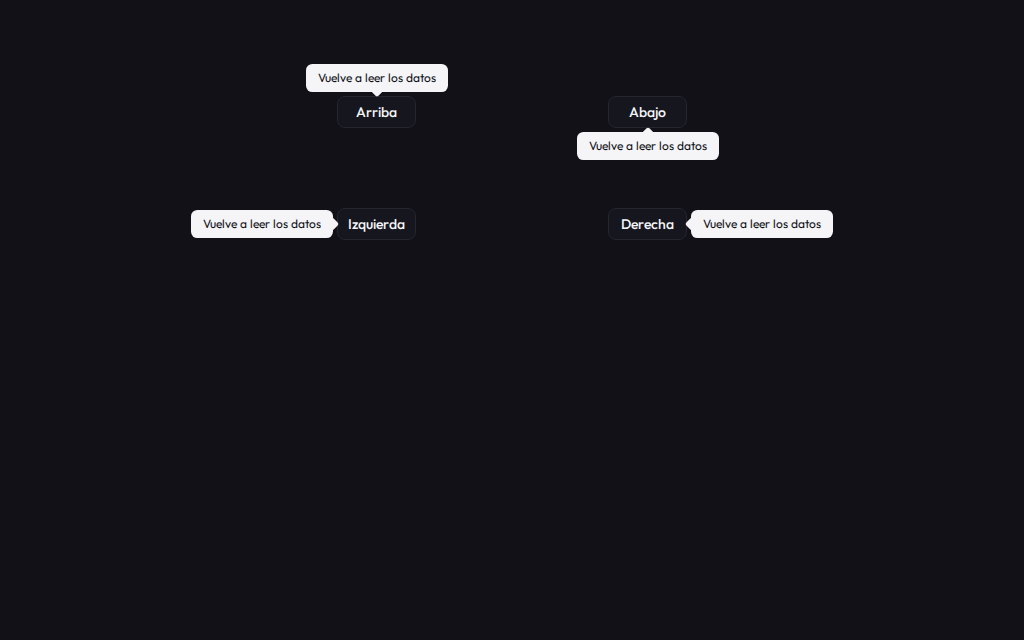 Vuelve a leer los datos
Arriba
Abajo
Vuelve a leer los datos
Vuelve a leer los datos
Izquierda
Derecha
Vuelve a leer los datos